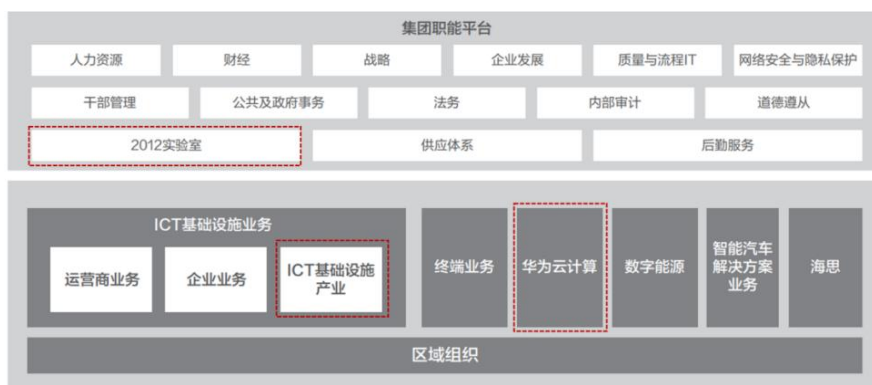 集团职能平台
人力资源 财经 战略 企业发展 质量与流程IT 网络安全与隐私保护
干部管理 公共及政府事务 法务 内部审计 道德遵从
2012实验室 供应体系 后勤服务
ICT基础设施业务
运营商业务 企业业务 ICT基础设施
产业
终端业务 华为云计算 数字能源 智能汽车
解决方案
业务
海思
区域组织